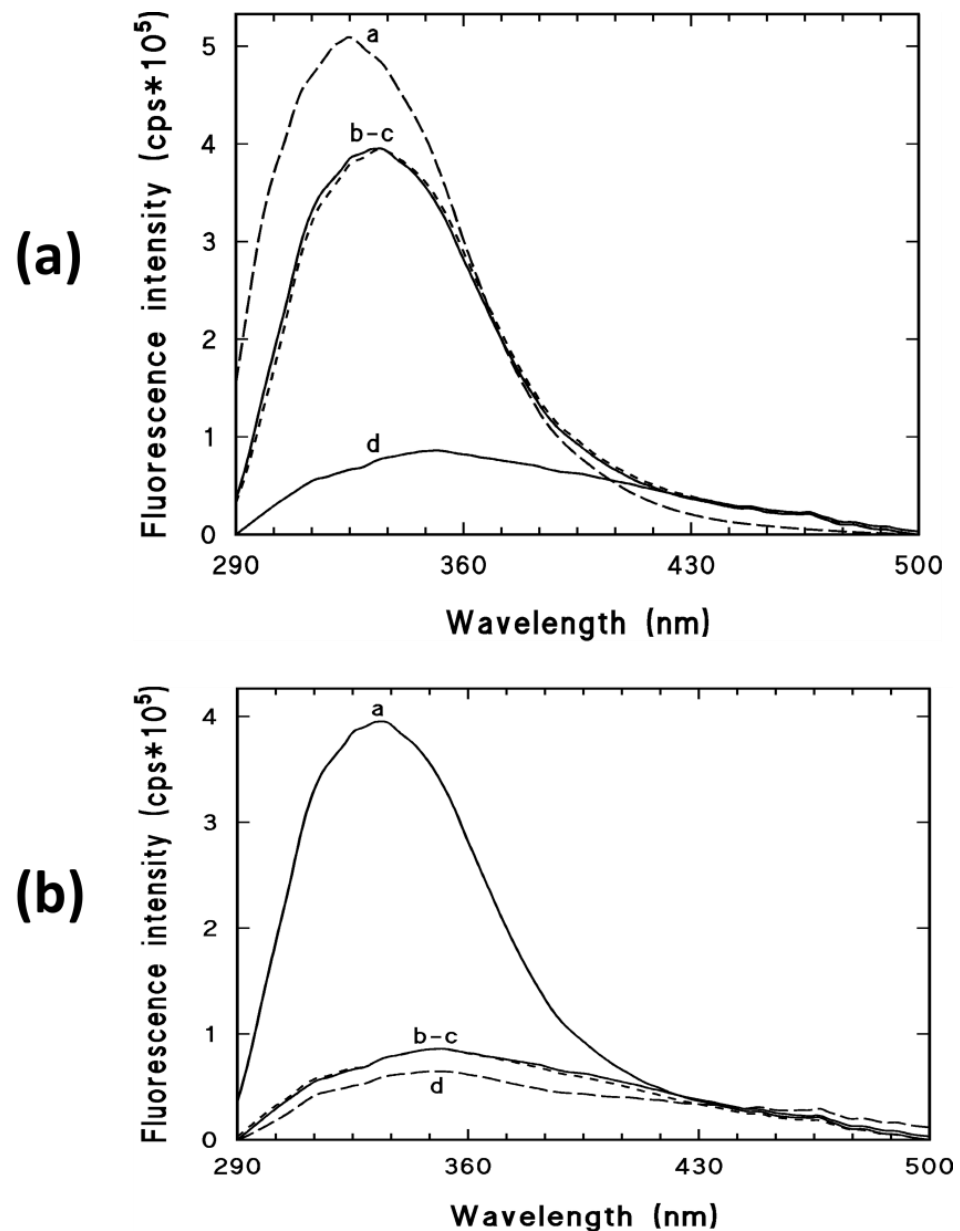 (a)
Fluorescence intensity (cps*10⁵)
5
4
3
2
1
0
a
b-c
d
290
360
430
500
Wavelength (nm)
(b)
Fluorescence intensity (cps*10⁵)
4
3
2
1
0
a
b-c
d
290
360
430
500
Wavelength (nm)